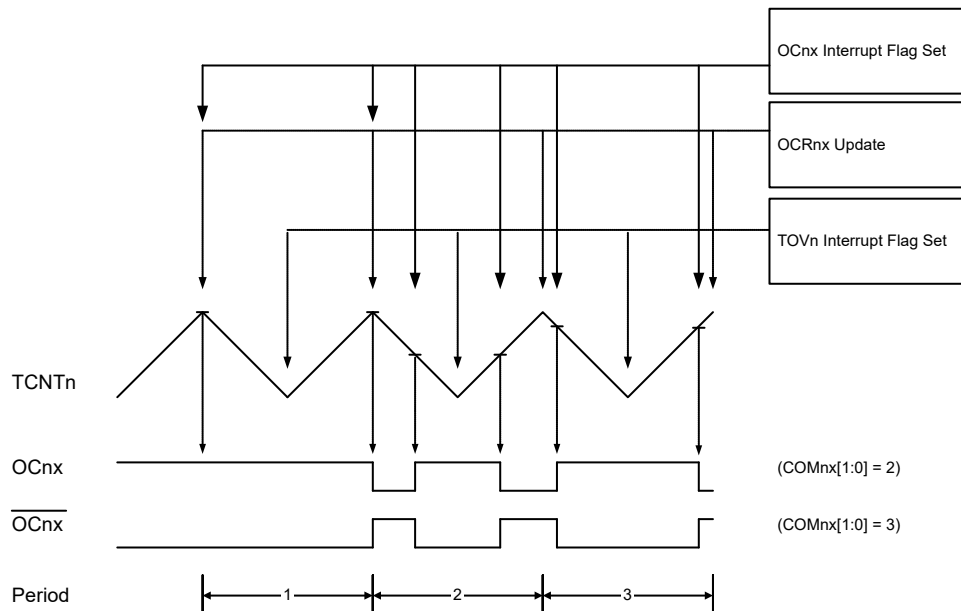 OCnx Interrupt Flag Set
OCRnx Update
TOVn Interrupt Flag Set
TCNTn
OCnx
(COMnx[1:0] = 2)
OCnx
(COMnx[1:0] = 3)
Period
1
2
3